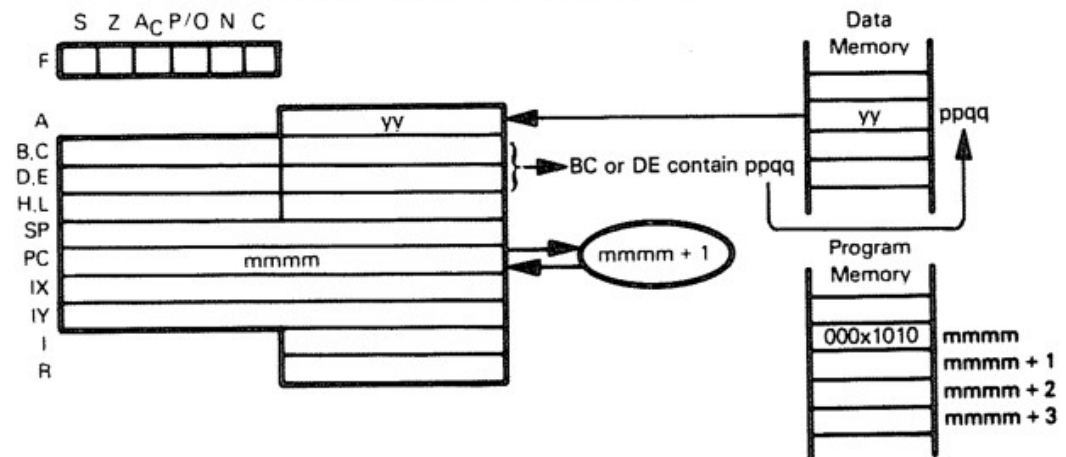 S Z AC P/O N C
F
A
B,C
D,E
H,L
SP
PC
IX
IY
I
R
yy
mmmm
BC or DE contain ppqq
mmmm + 1
Data
Memory
yy
ppqq
Program
Memory
000x1010
mmmm
mmmm + 1
mmmm + 2
mmmm + 3